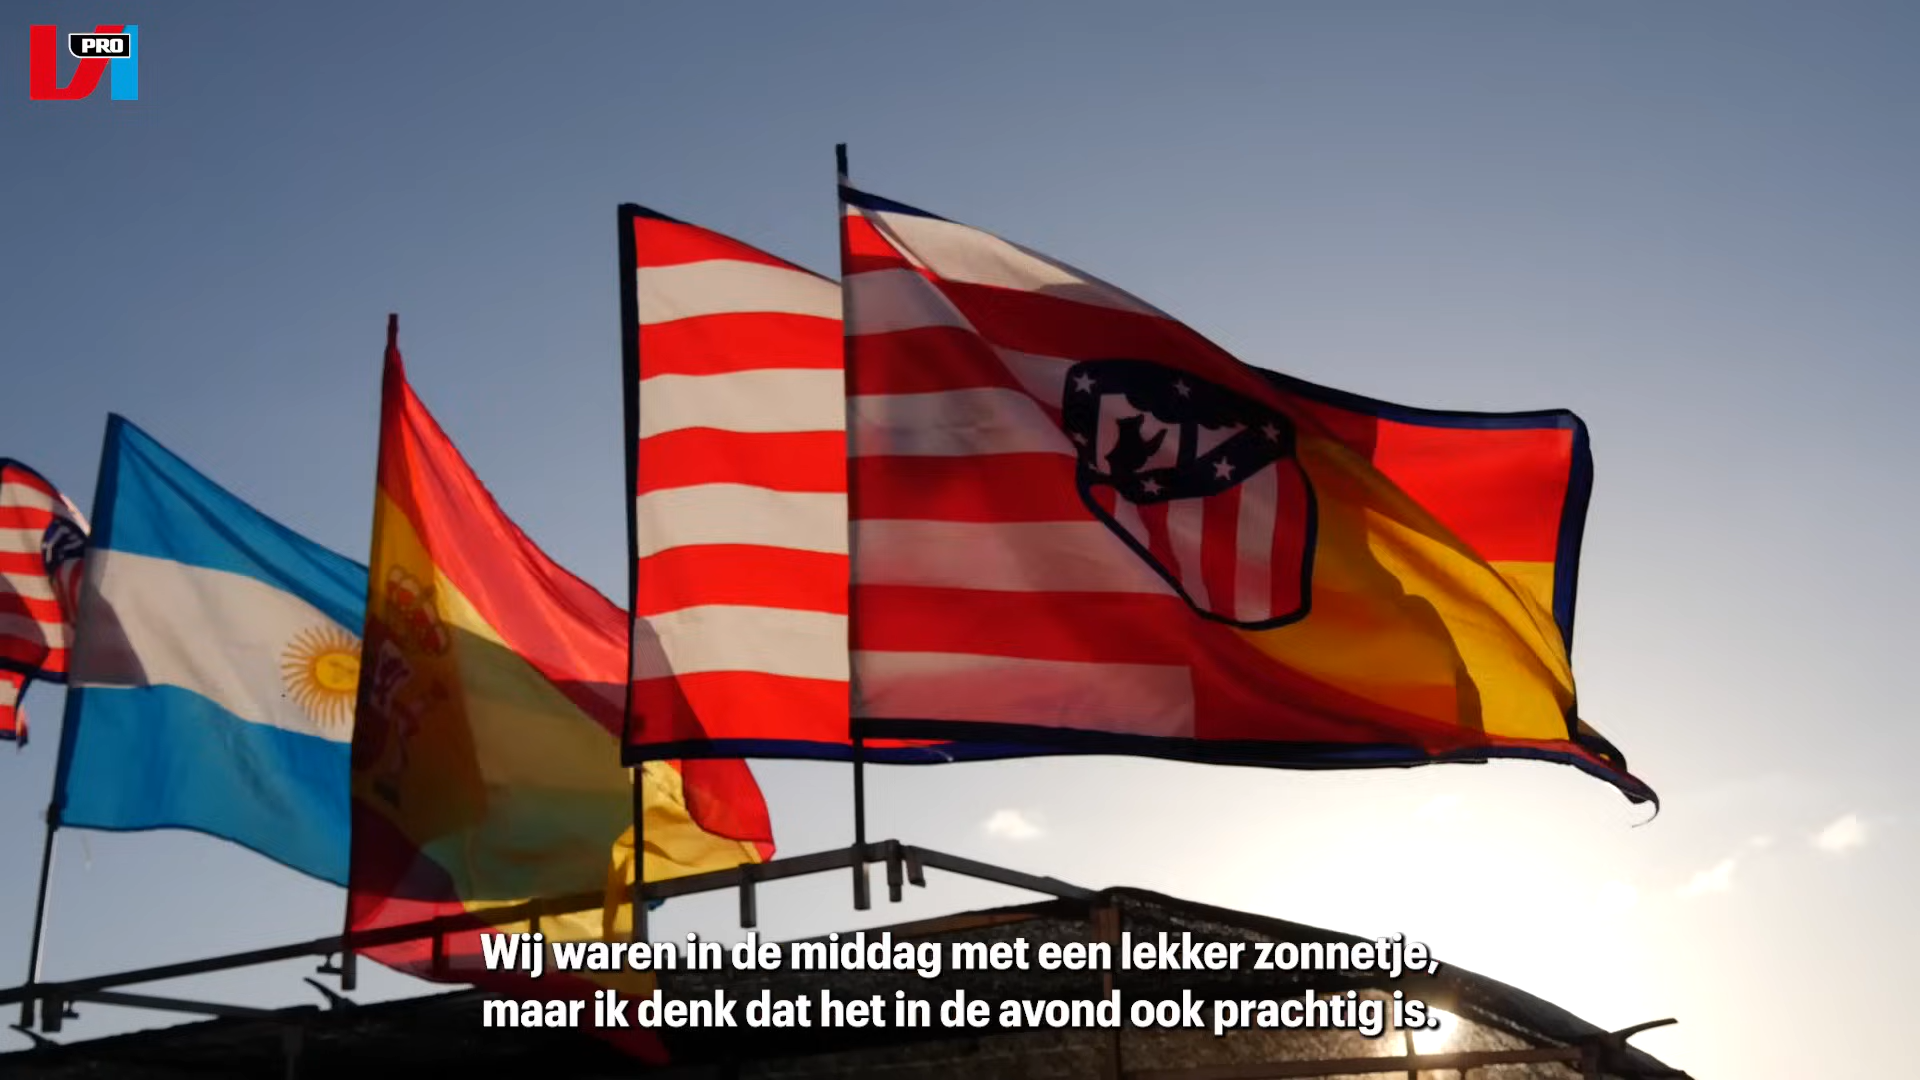 PRO
VI
Wij waren in de middag met een lekker zonnetje,
maar ik denk dat het in de avond ook prachtig is.